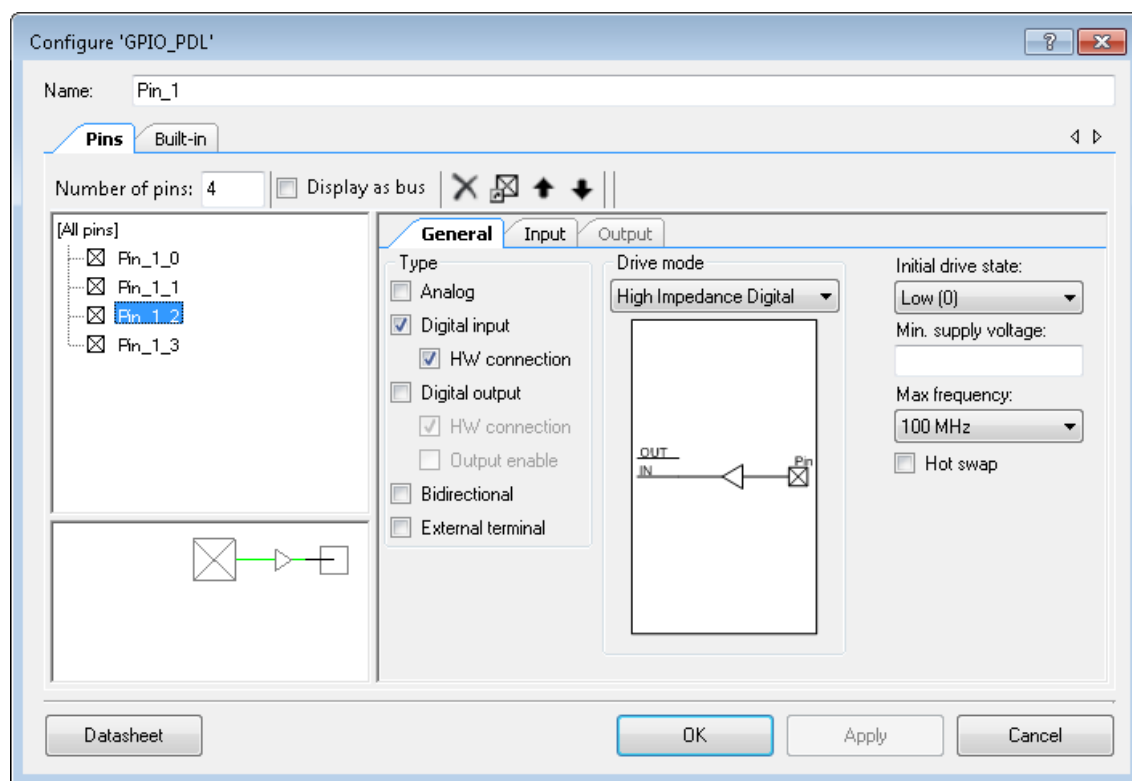 Configure 'GPIO_PDL'
Name: Pin_1
Pins Built-in
Number of pins: 4 Display as bus
[All pins]
Pin_1_0
Pin_1_1
Pin_1_2
Pin_1_3
General Input Output
Type
Analog
Digital input
HW connection
Digital output
HW connection
Output enable
Bidirectional
External terminal
Drive mode
High Impedance Digital
OUT
IN
Pin
Initial drive state:
Low (0)
Min. supply voltage:
Max frequency:
100 MHz
Hot swap
Datasheet OK Apply Cancel